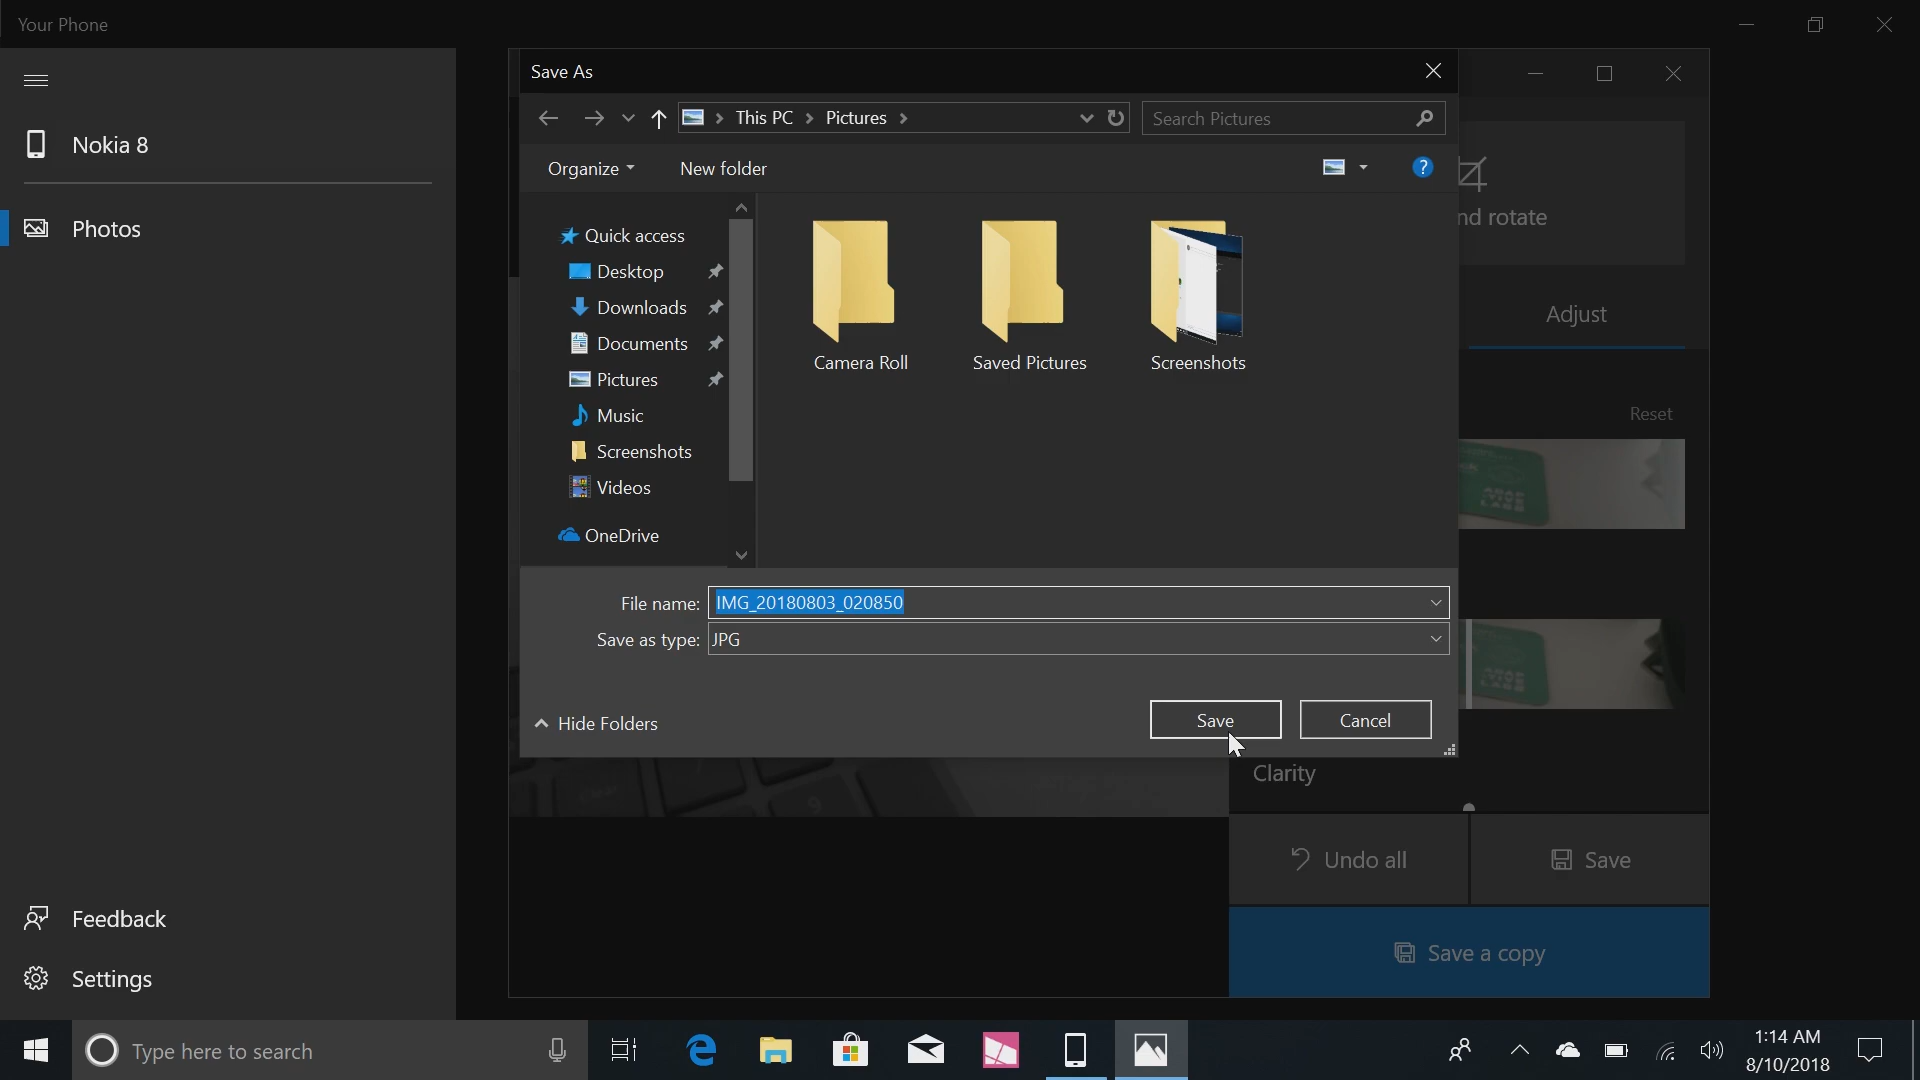 Your Phone
Nokia 8
Photos
Feedback
Settings
Save As
This PC
Pictures
Search Pictures
Organize
New folder
Quick access
Desktop
Downloads
Documents
Pictures
Music
Screenshots
Videos
OneDrive
Camera Roll
Saved Pictures
Screenshots
File name: IMG_20180803_020850
Save as type: JPG
Hide Folders
Save
Cancel
nd rotate
Adjust
Reset
Clarity
Undo all
Save
Save a copy
Type here to search
1:14 AM
8/10/2018